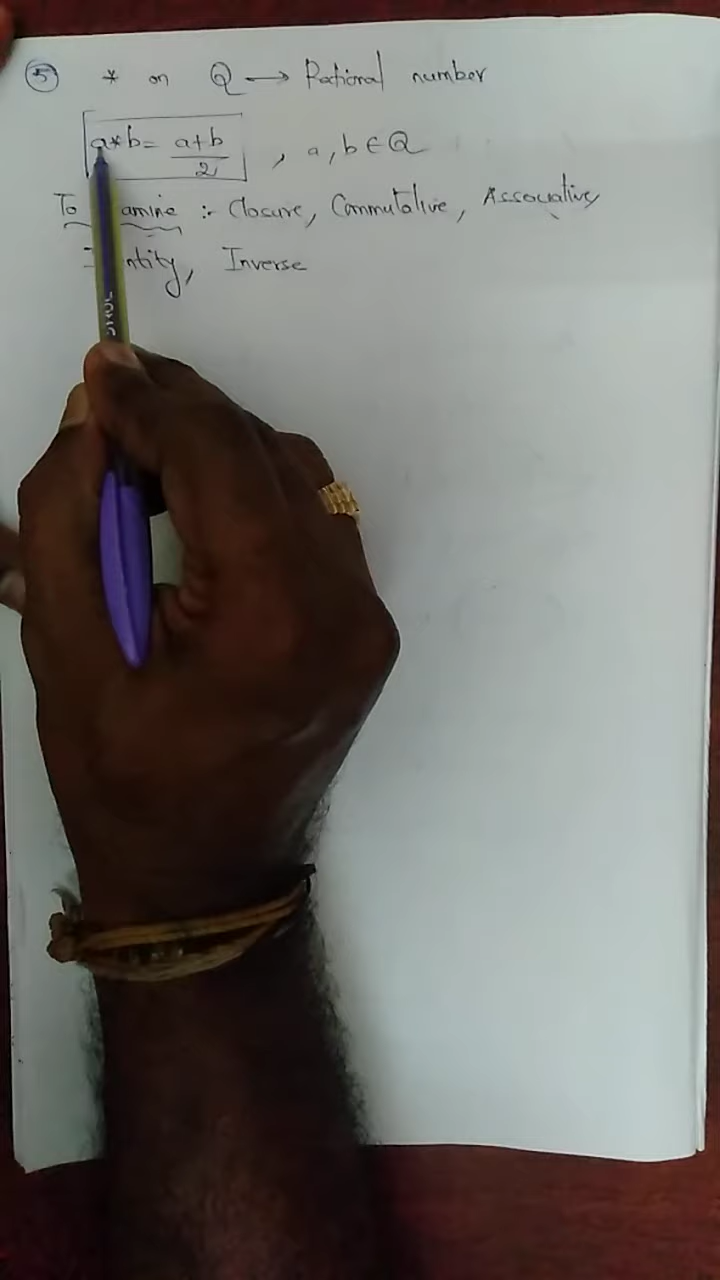 5 * on Q → Rational number
a*b = a+b/2 , a, b ∈ Q
To amine :- Closure, Commutative, Associative,
ntity, Inverse